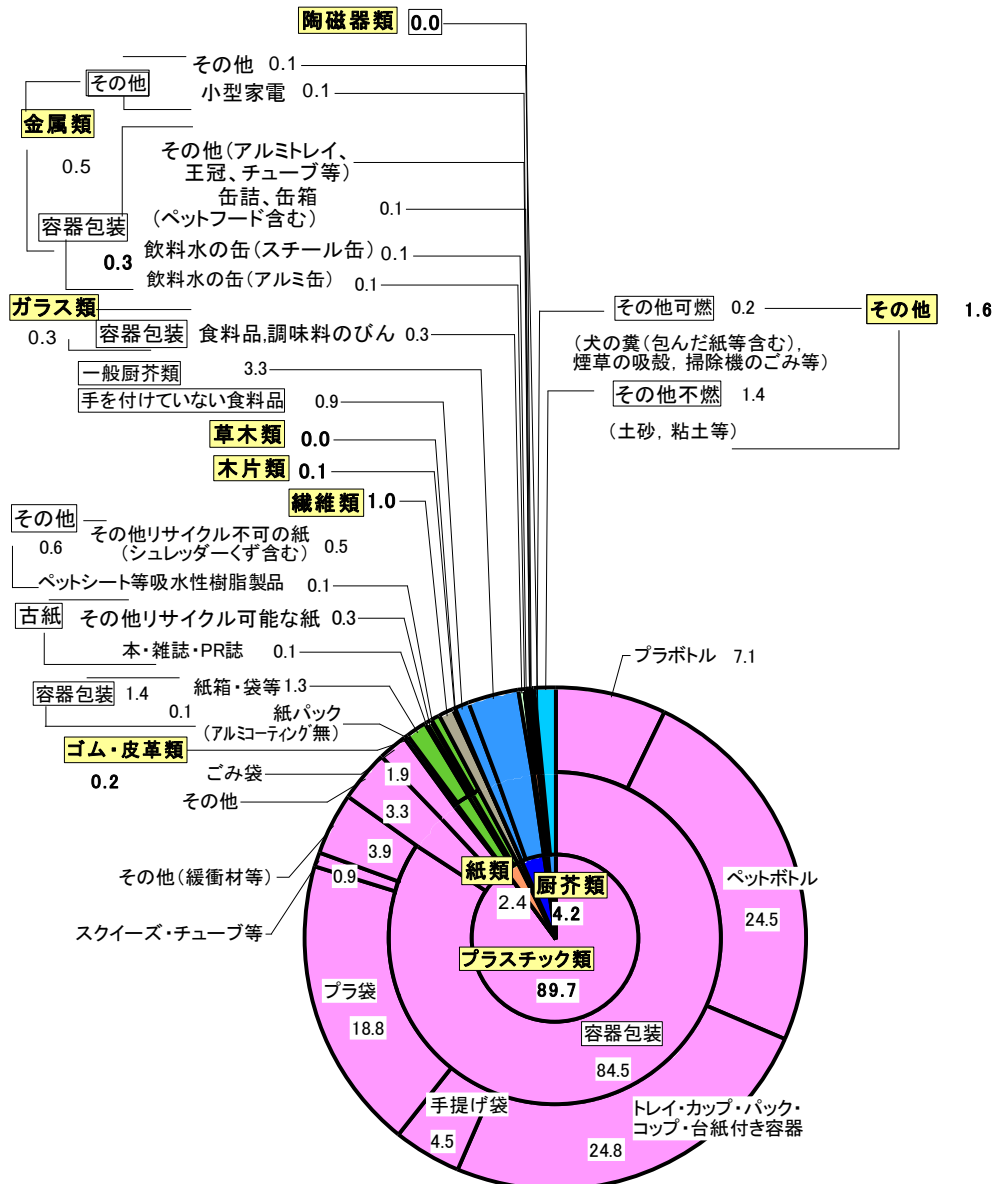 陶磁器類 0.0
その他 0.1
その他
小型家電 0.1
金属類
0.5
その他(アルミトレイ、
王冠、チューブ等)
缶詰、缶箱
(ペットフード含む) 0.1
容器包装
0.3
飲料水の缶(スチール缶) 0.1
飲料水の缶(アルミ缶) 0.1
ガラス類
0.3
容器包装 食料品,調味料のびん 0.3
その他可燃 0.2
その他 1.6
(犬の糞(包んだ紙等含む),
煙草の吸殻, 掃除機のごみ等)
その他不燃 1.4
(土砂, 粘土等)
一般厨芥類 3.3
手を付けていない食料品 0.9
草木類 0.0
木片類 0.1
繊維類 1.0
その他
0.6
その他リサイクル不可の紙
(シュレッダーくず含む) 0.5
ペットシート等吸水性樹脂製品 0.1
古紙
その他リサイクル可能な紙 0.3
本・雑誌・PR誌 0.1
容器包装 1.4
紙箱・袋等 1.3
0.1
紙パック
(アルミコーティング無)
ゴム・皮革類
0.2
ごみ袋
1.9
その他
3.3
その他(緩衝材等)
3.9
スクイーズ・チューブ等
0.9
プラボトル 7.1
ペットボトル
24.5
紙類
2.4
厨芥類
4.2
プラスチック類
89.7
容器包装
84.5
プラ袋
18.8
手提げ袋
4.5
トレイ・カップ・パック・
コップ・台紙付き容器
24.8